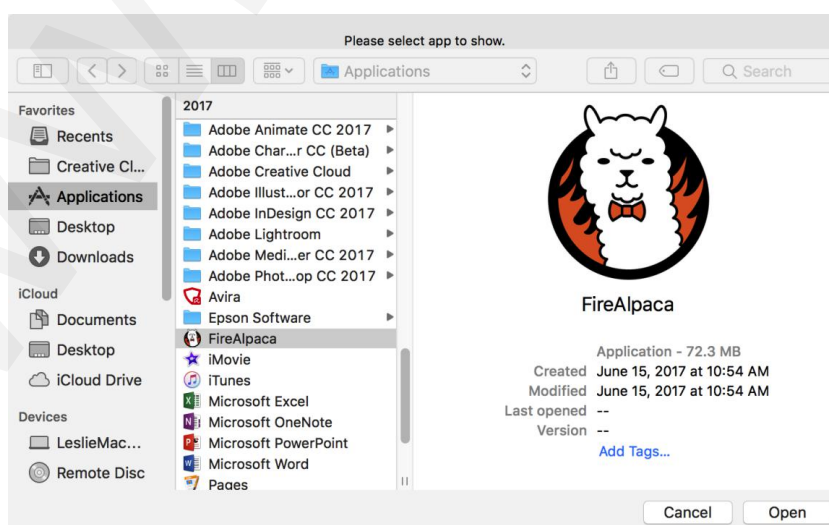 Please select app to show.
Applications
Search
Favorites
Recents
Creative Cl...
Applications
Desktop
Downloads
iCloud
Documents
Desktop
iCloud Drive
Devices
LeslieMac...
Remote Disc
2017
Adobe Animate CC 2017
Adobe Char...r CC (Beta)
Adobe Creative Cloud
Adobe Illust...or CC 2017
Adobe InDesign CC 2017
Adobe Lightroom
Adobe Medi...er CC 2017
Adobe Phot...op CC 2017
Avira
Epson Software
FireAlpaca
iMovie
iTunes
Microsoft Excel
Microsoft OneNote
Microsoft PowerPoint
Microsoft Word
Pages
FireAlpaca
Application - 72.3 MB
Created June 15, 2017 at 10:54 AM
Modified June 15, 2017 at 10:54 AM
Last opened --
Version --
Add Tags...
Cancel
Open